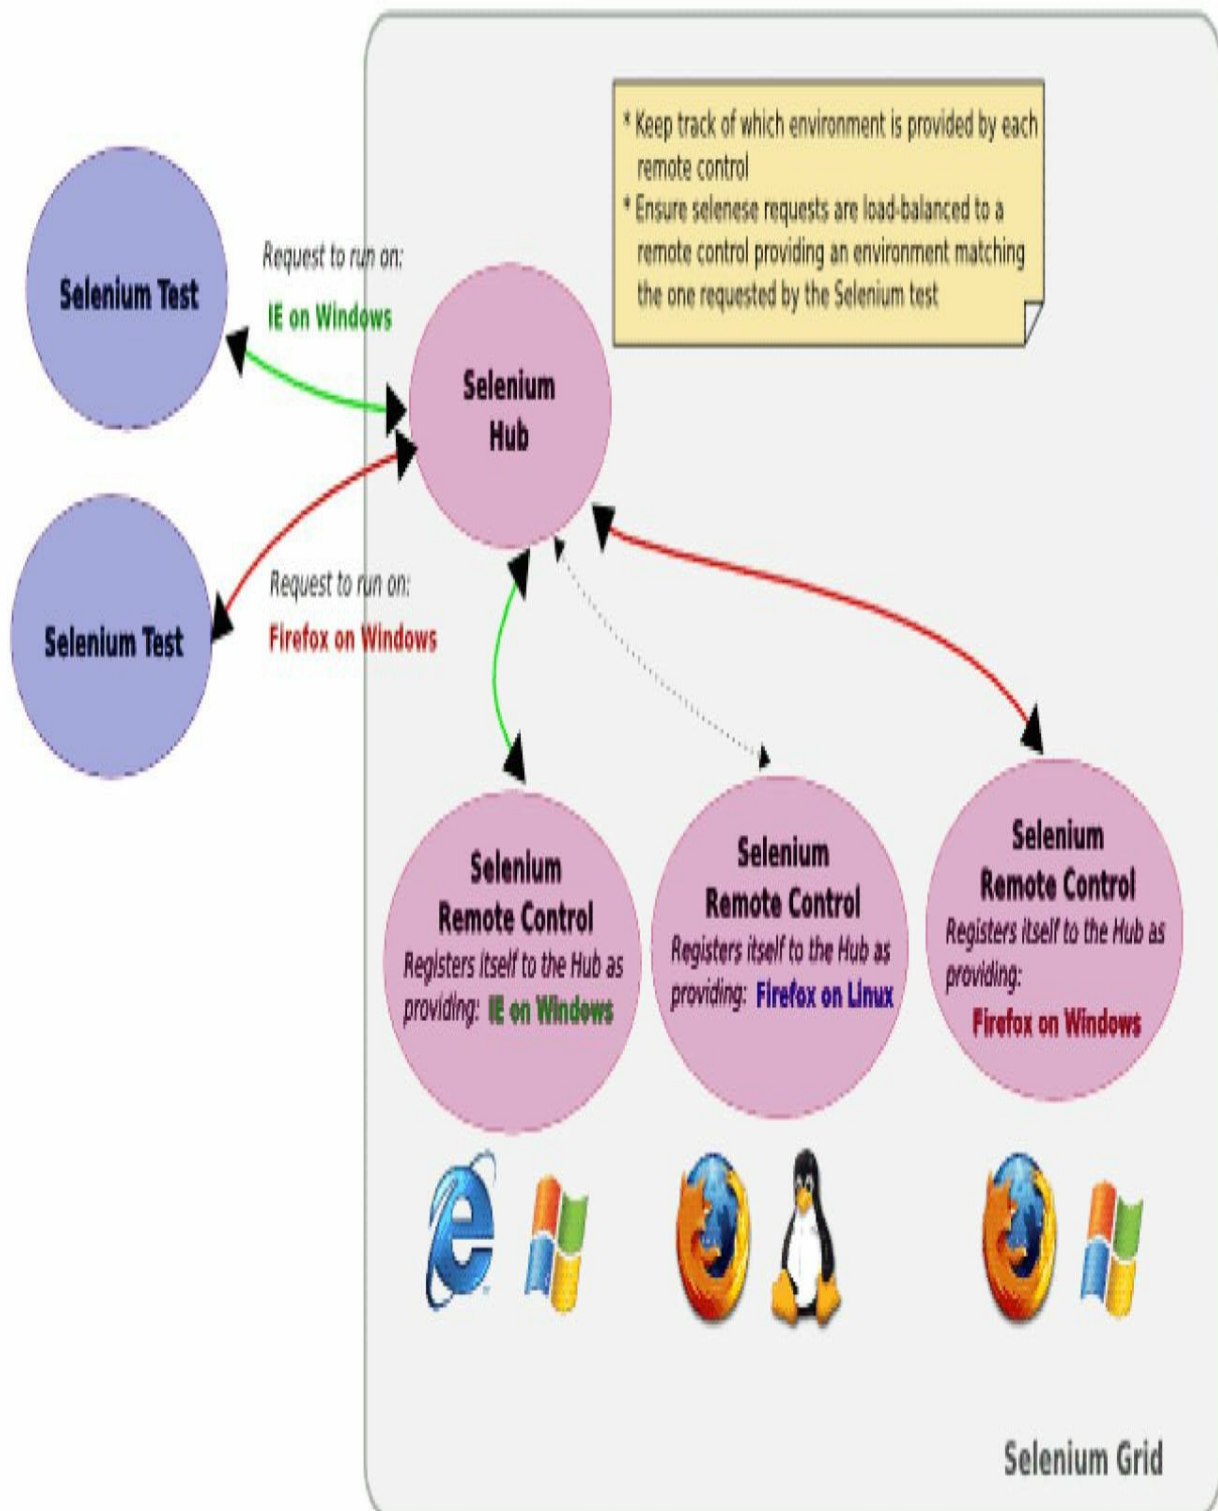 * Keep track of which environment is provided by each
remote control
* Ensure selenese requests are load-balanced to a
remote control providing an environment matching
the one requested by the Selenium test
Selenium Test
Request to run on:
IE on Windows
Selenium
Hub
Selenium Test
Request to run on:
Firefox on Windows
Selenium
Remote Control
Registers itself to the Hub as
providing: IE on Windows
Selenium
Remote Control
Registers itself to the Hub as
providing: Firefox on Linux
Selenium
Remote Control
Registers itself to the Hub as
providing:
Firefox on Windows
Selenium Grid